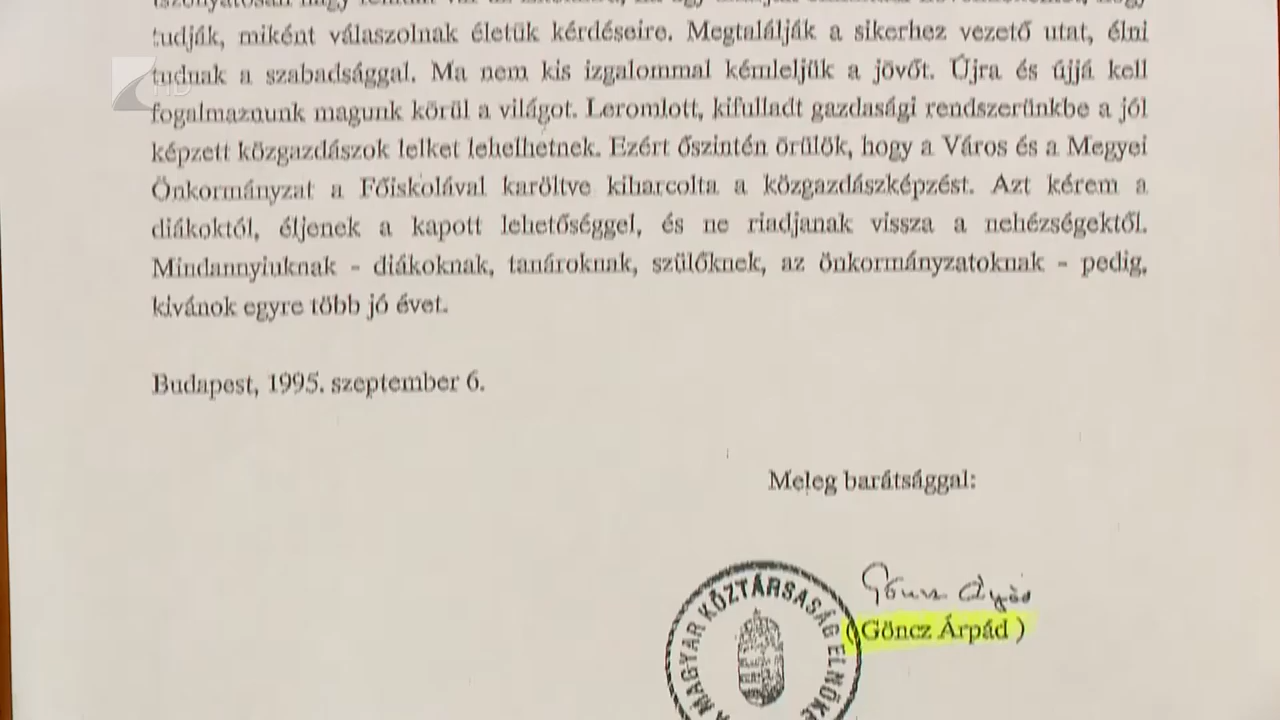 tudják, miként válaszolnak életük kérdéseire. Megtalálják a sikerhez vezető utat, élni
tudnak a szabadsággal. Ma nem kis izgalommal kémleljük a jövőt. Újra és újjá kell
fogalmaznunk magunk körül a világot. Leromlott, kifulladt gazdasági rendszerünkbe a jól
képzett közgazdászok lelket lehelhetnek. Ezért őszintén örülök, hogy a Város és a Megyei
Önkormányzat a Főiskolával karöltve kiharcolta a közgazdászképzést. Azt kérem a
diákoktól, éljenek a kapott lehetőséggel, és ne riadjanak vissza a nehézségektől.
Mindannyiuknak - diákoknak, tanároknak, szülőknek, az önkormányzatoknak - pedig,
kivánok egyre több jó évet.
Budapest, 1995. szeptember 6.
Meleg barátsággal:
Göncz Árpád
(Göncz Árpád )
A MAGYAR KÖZTÁRSASÁG ELNÖKE
HD